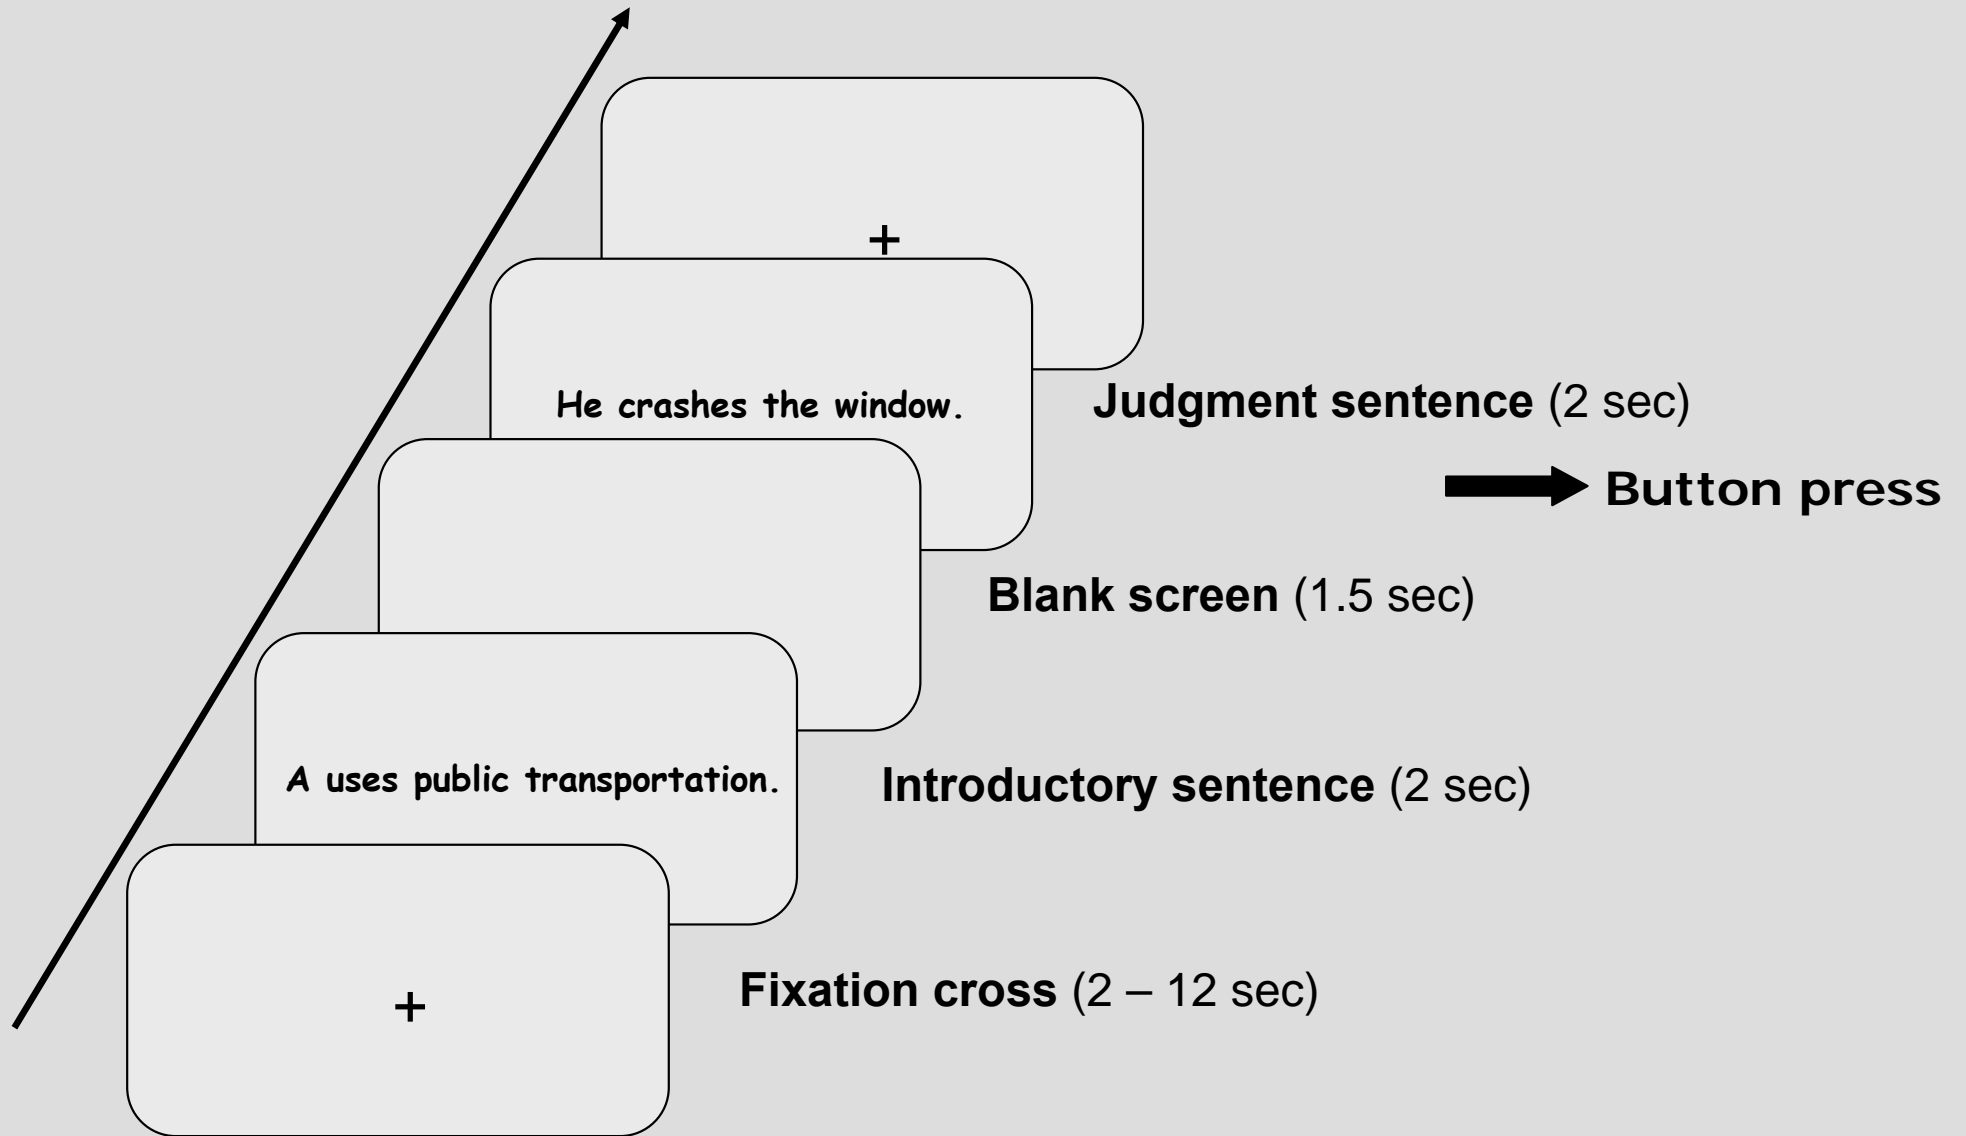 +
He crashes the window.
Judgment sentence (2 sec)
Button press
Blank screen (1.5 sec)
A uses public transportation.
Introductory sentence (2 sec)
+
Fixation cross (2 – 12 sec)